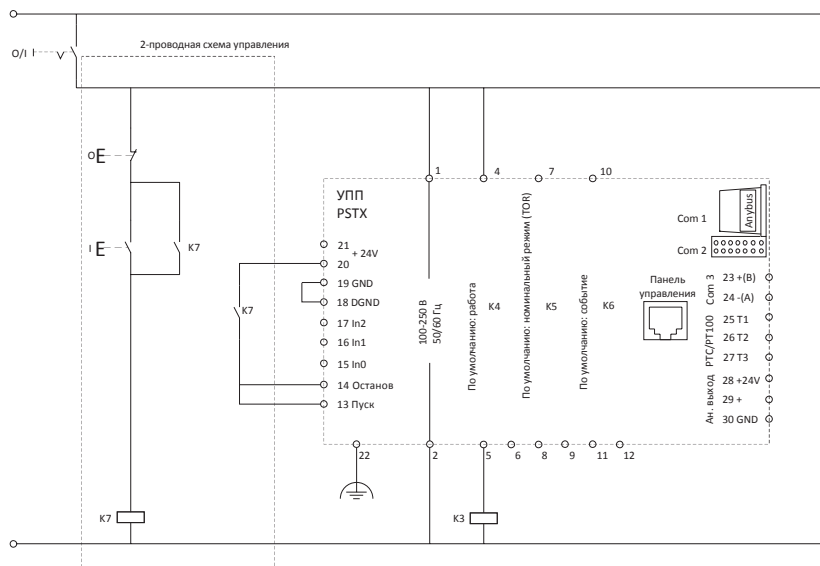 2-проводная схема управления
O/I
O
I
K7
K7
K7
УПП
PSTX
1
4
7
10
21
+ 24V
20
19 GND
18 DGND
17 In2
16 In1
15 In0
14 Останов
13 Пуск
100-250 В
50/60 Гц
По умолчанию: работа
K4
По умолчанию: номинальный режим (TOR)
K5
По умолчанию: событие
K6
Панель
управления
Com 1
Anybus
Com 2
Com 3
23 +(B)
24 -(A)
PTC/PT100
25 T1
26 T2
27 T3
Ан. выход
28 +24V
29 +
30 GND
22
2
5
6
8
9
11
12
K3